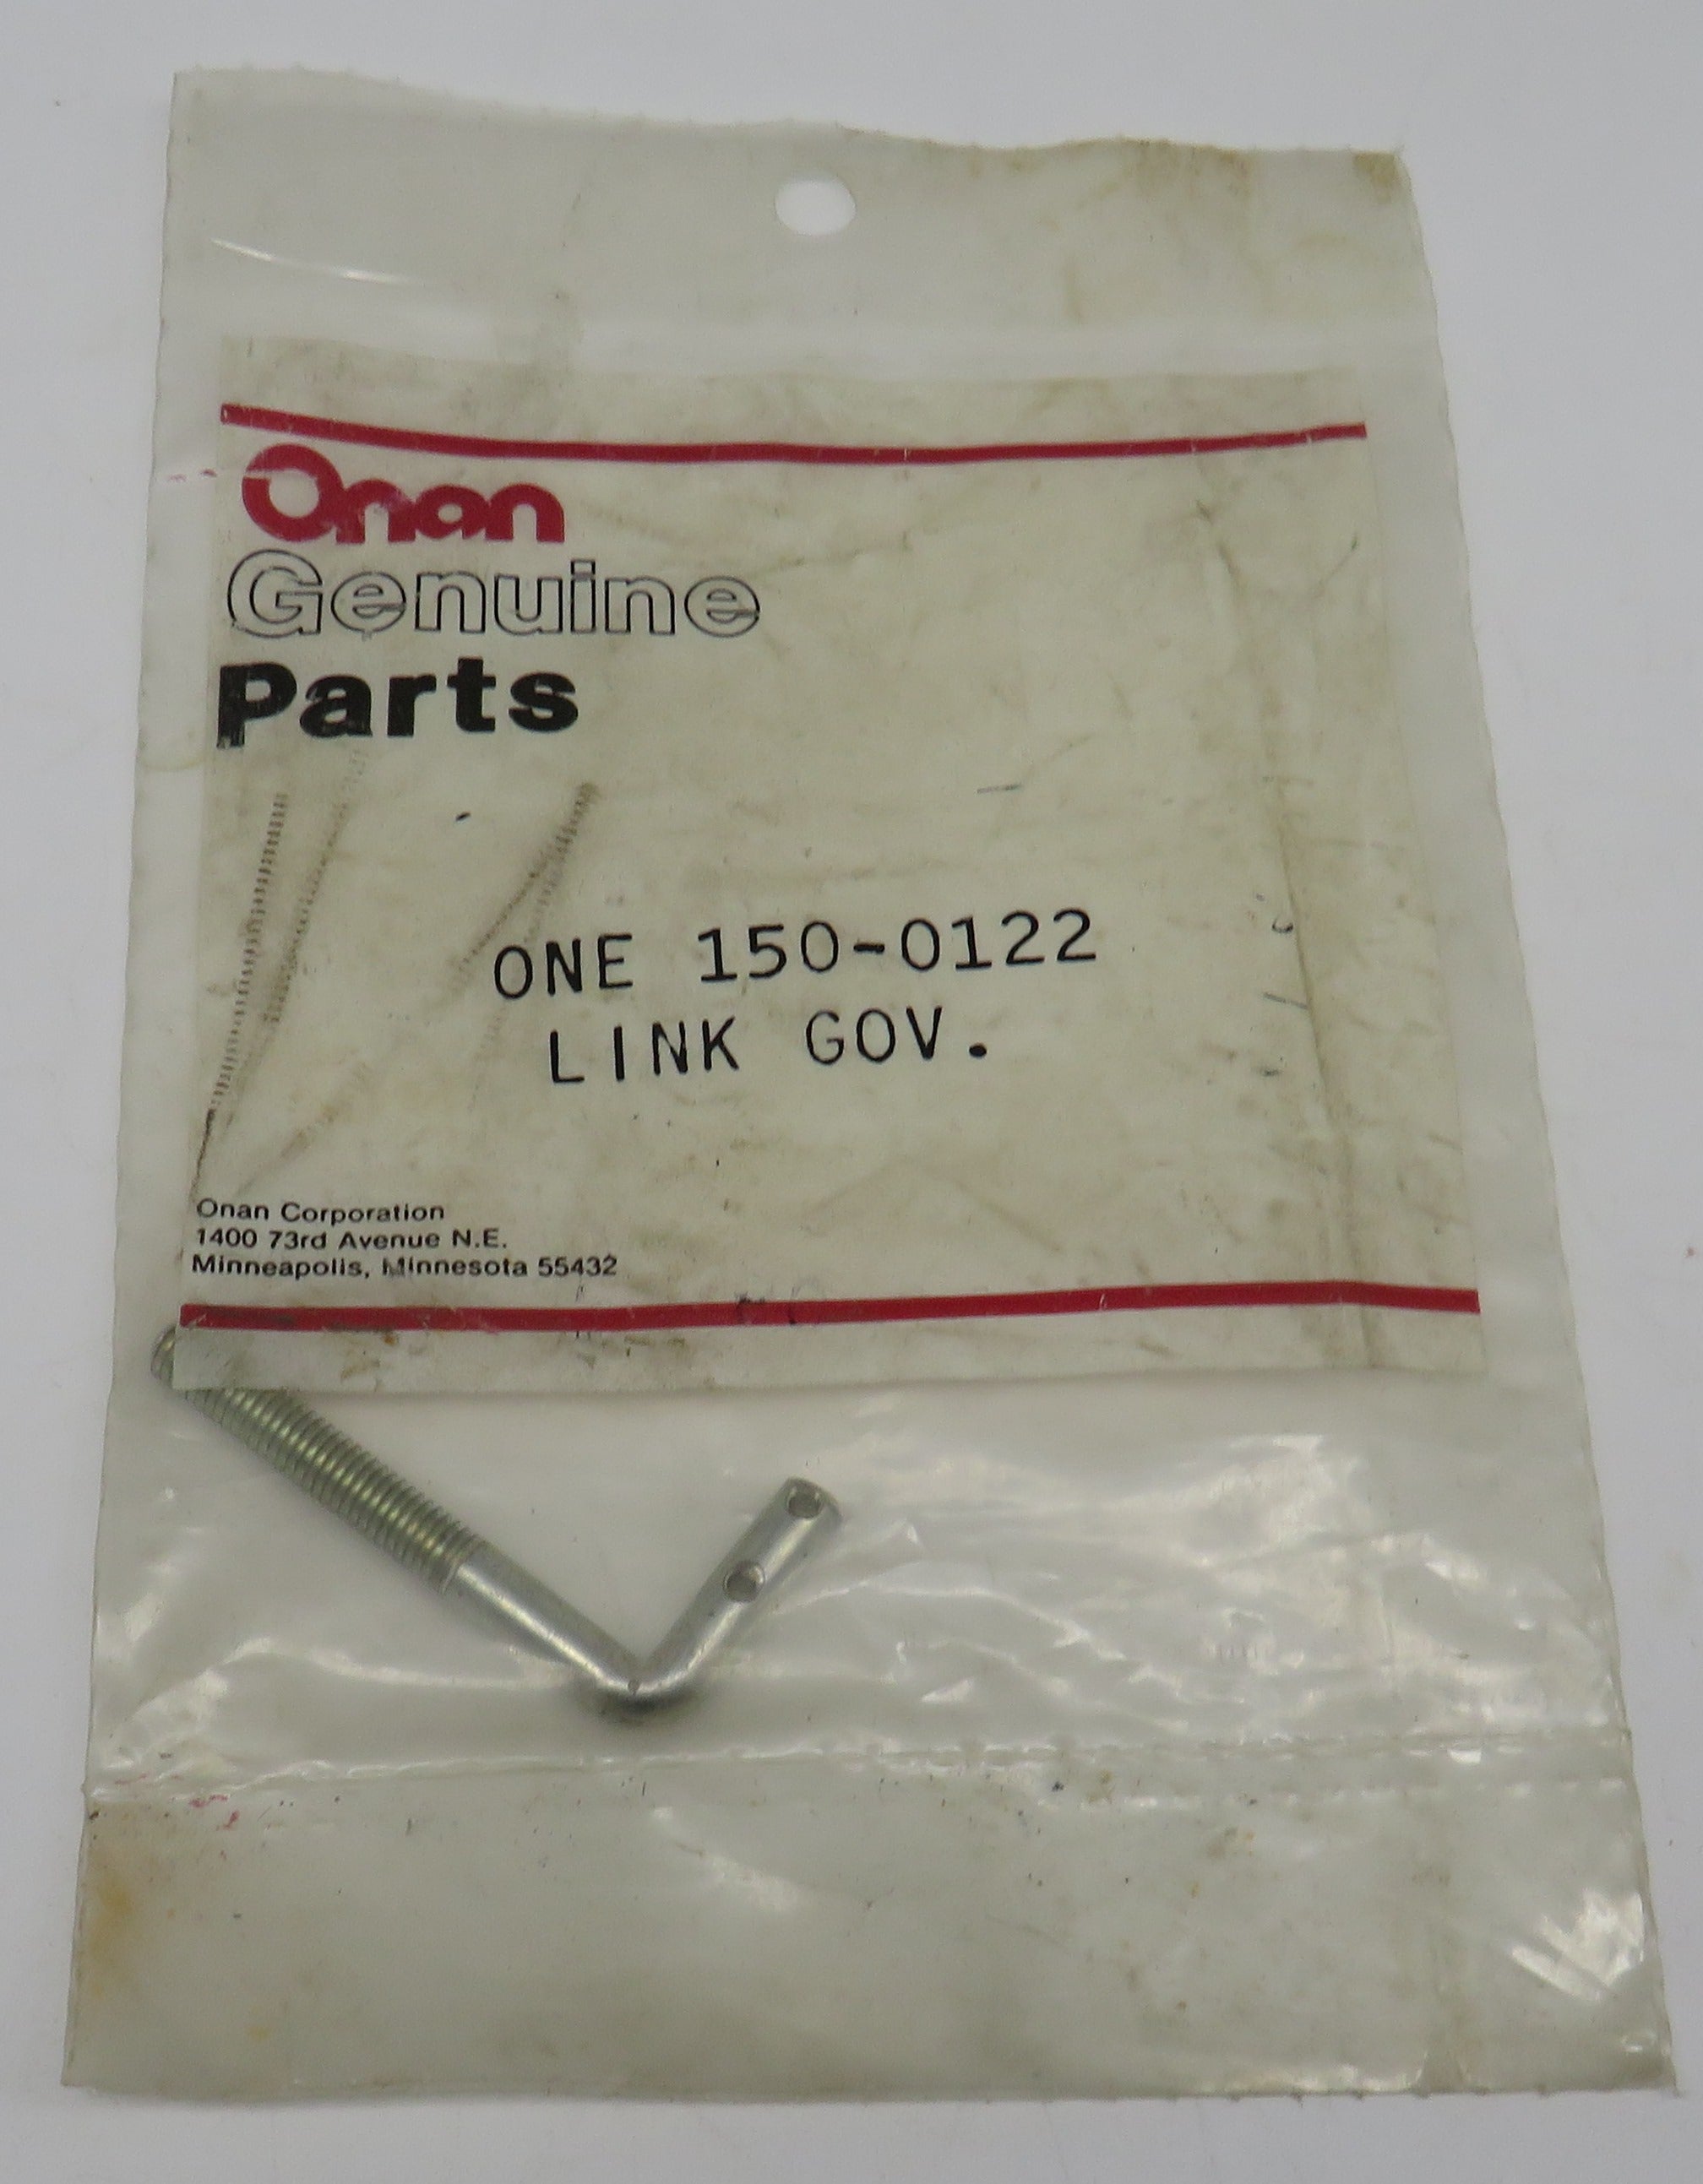 Onan
Genuine
Parts
ONE 150-0122
LINK GOV.
Onan Corporation
1400 73rd Avenue N.E.
Minneapolis, Minnesota 55432